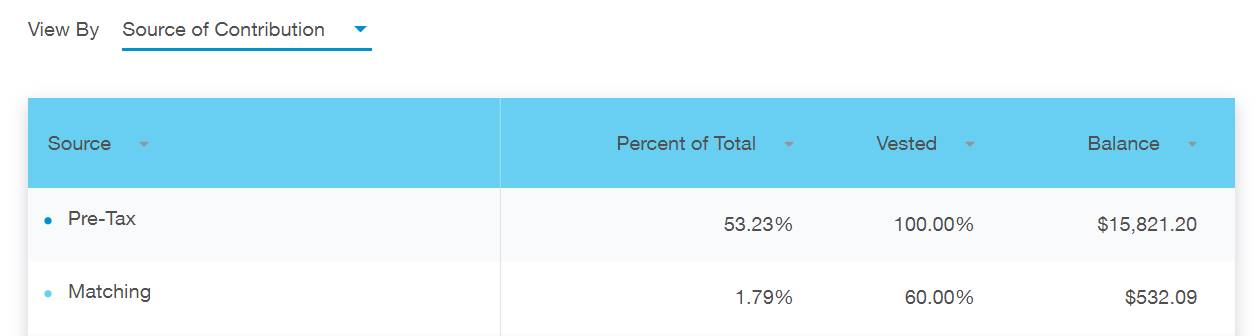 View By Source of Contribution
Source Percent of Total Vested Balance
Pre-Tax 53.23% 100.00% $15,821.20
Matching 1.79% 60.00% $532.09